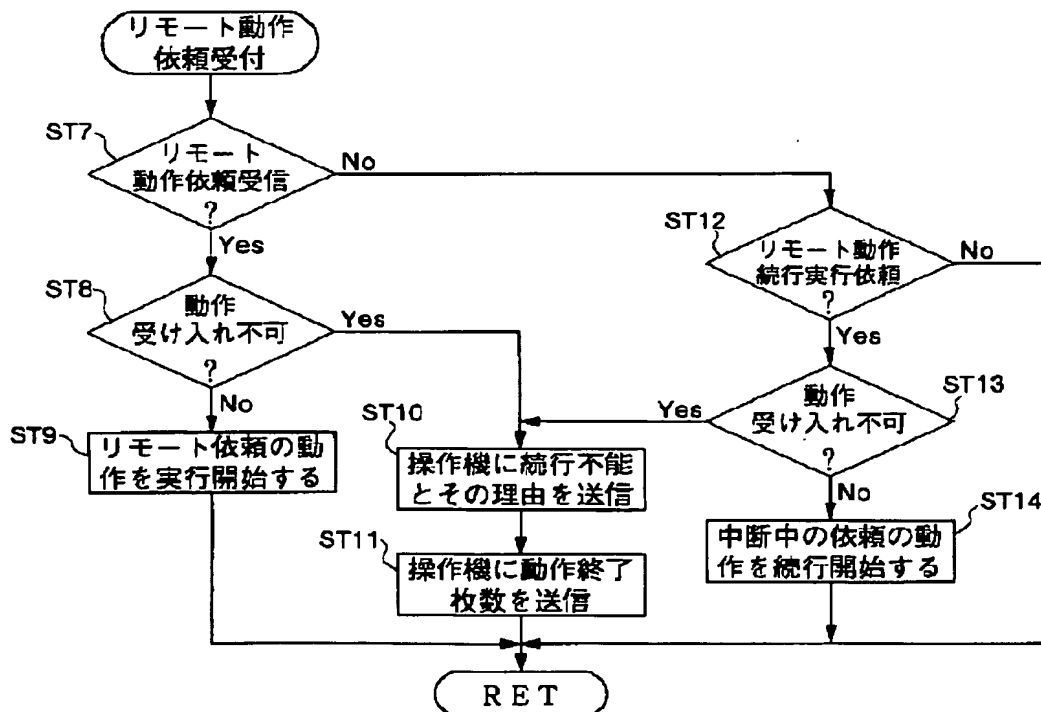 リモート動作
依頼受付
ST7
リモート
動作依頼受信
?
No
Yes
ST8
動作
受け入れ不可
?
Yes
No
ST9
リモート依頼の動
作を実行開始する
ST12
リモート動作
続行実行依頼
?
No
Yes
ST13
動作
受け入れ不可
?
Yes
No
ST10
操作機に続行不能
とその理由を送信
ST11
操作機に動作終了
枚数を送信
ST14
中断中の依頼の動
作を続行開始する
RET